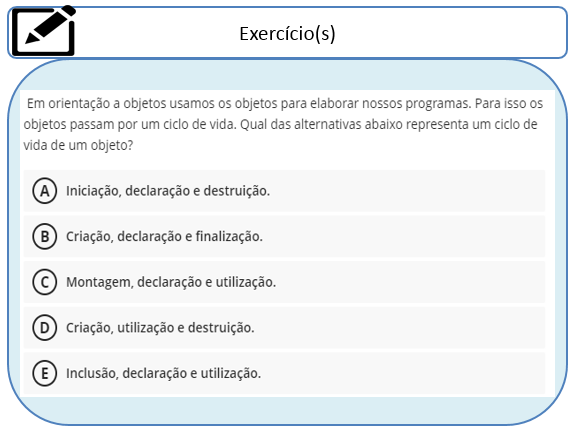 Exercício(s)
Em orientação a objetos usamos os objetos para elaborar nossos programas. Para isso os
objetos passam por um ciclo de vida. Qual das alternativas abaixo representa um ciclo de
vida de um objeto?
A Iniciação, declaração e destruição.
B Criação, declaração e finalização.
C Montagem, declaração e utilização.
D Criação, utilização e destruição.
E Inclusão, declaração e utilização.